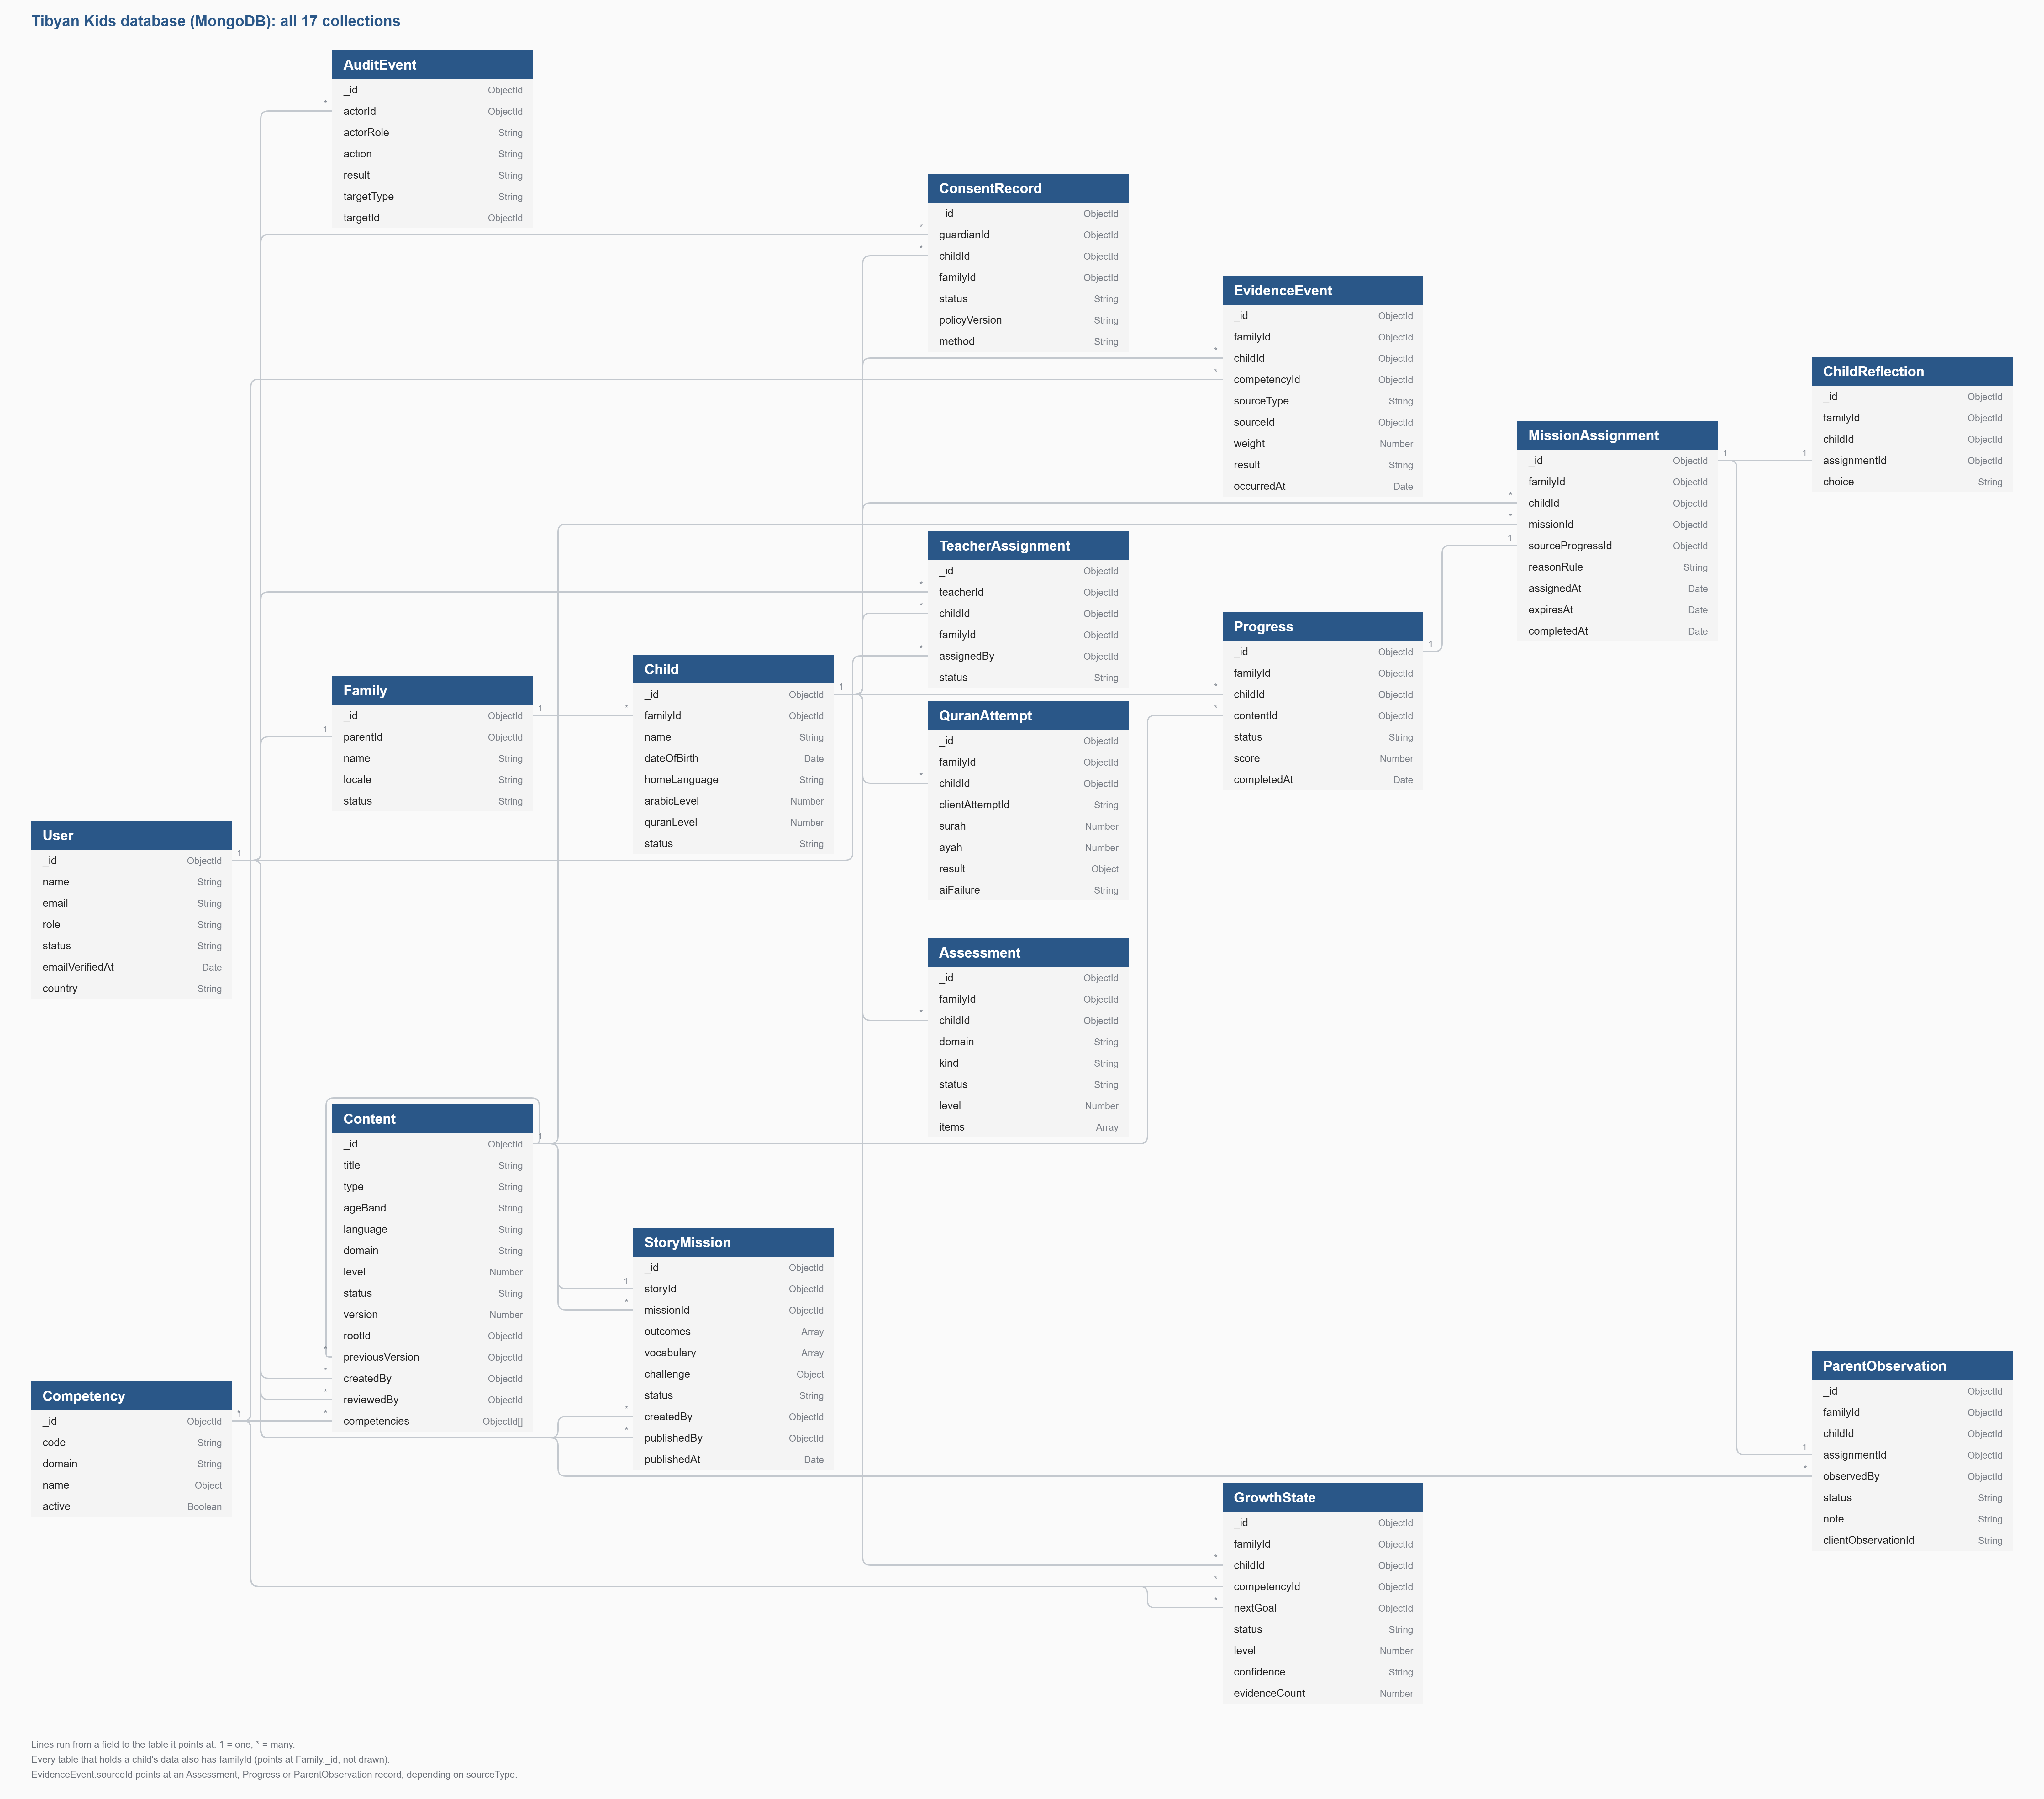 Tibyan Kids database (MongoDB): all 17 collections
AuditEvent
_id ObjectId
actorId ObjectId
actorRole String
action String
result String
targetType String
targetId ObjectId
ConsentRecord
_id ObjectId
guardianId ObjectId
childId ObjectId
familyId ObjectId
status String
policyVersion String
method String
EvidenceEvent
_id ObjectId
familyId ObjectId
childId ObjectId
competencyId ObjectId
sourceType String
sourceId ObjectId
weight Number
result String
occurredAt Date
ChildReflection
_id ObjectId
familyId ObjectId
childId ObjectId
assignmentId ObjectId
choice String
MissionAssignment
_id ObjectId
familyId ObjectId
childId ObjectId
missionId ObjectId
sourceProgressId ObjectId
reasonRule String
assignedAt Date
expiresAt Date
completedAt Date
TeacherAssignment
_id ObjectId
teacherId ObjectId
childId ObjectId
familyId ObjectId
assignedBy ObjectId
status String
Progress
_id ObjectId
familyId ObjectId
childId ObjectId
contentId ObjectId
status String
score Number
completedAt Date
Family
_id ObjectId
parentId ObjectId
name String
locale String
status String
Child
_id ObjectId
familyId ObjectId
name String
dateOfBirth Date
homeLanguage String
arabicLevel Number
quranLevel Number
status String
QuranAttempt
_id ObjectId
familyId ObjectId
childId ObjectId
clientAttemptId String
surah Number
ayah Number
result Object
aiFailure String
User
_id ObjectId
name String
email String
role String
status String
emailVerifiedAt Date
country String
Assessment
_id ObjectId
familyId ObjectId
childId ObjectId
domain String
kind String
status String
level Number
items Array
Content
_id ObjectId
title String
type String
ageBand String
language String
domain String
level Number
status String
version Number
rootId ObjectId
previousVersion ObjectId
createdBy ObjectId
reviewedBy ObjectId
competencies ObjectId[]
StoryMission
_id ObjectId
storyId ObjectId
missionId ObjectId
outcomes Array
vocabulary Array
challenge Object
status String
createdBy ObjectId
publishedBy ObjectId
publishedAt Date
Competency
_id ObjectId
code String
domain String
name Object
active Boolean
ParentObservation
_id ObjectId
familyId ObjectId
childId ObjectId
assignmentId ObjectId
observedBy ObjectId
status String
note String
clientObservationId String
GrowthState
_id ObjectId
familyId ObjectId
childId ObjectId
competencyId ObjectId
nextGoal ObjectId
status String
level Number
confidence String
evidenceCount Number
Lines run from a field to the table it points at. 1 = one, * = many.
Every table that holds a child's data also has familyId (points at Family._id, not drawn).
EvidenceEvent.sourceId points at an Assessment, Progress or ParentObservation record, depending on sourceType.